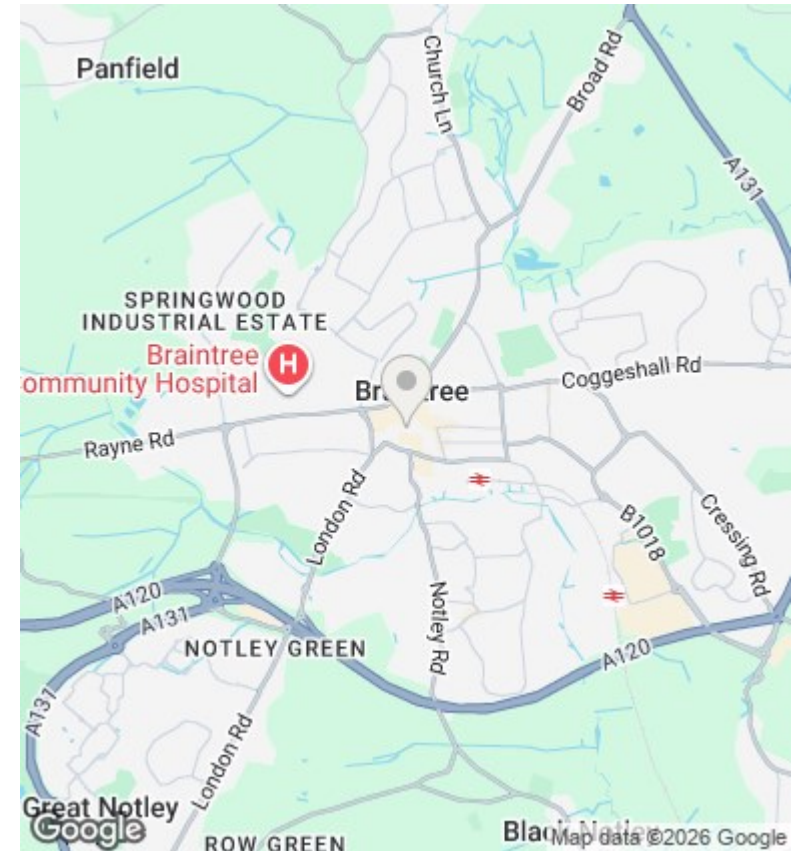 Panfield
Church Ln
Broad Rd
A131
SPRINGWOOD
INDUSTRIAL ESTATE
Braintree
ommunity Hospital
H
Coggeshall Rd
Rayne Rd
London Rd
B1018
Cressing Rd
Notley Rd
A120
A131
NOTLEY GREEN
A120
A131
London Rd
Great Notley
Google
ROW GREEN
Black
Map data ©2026 Google